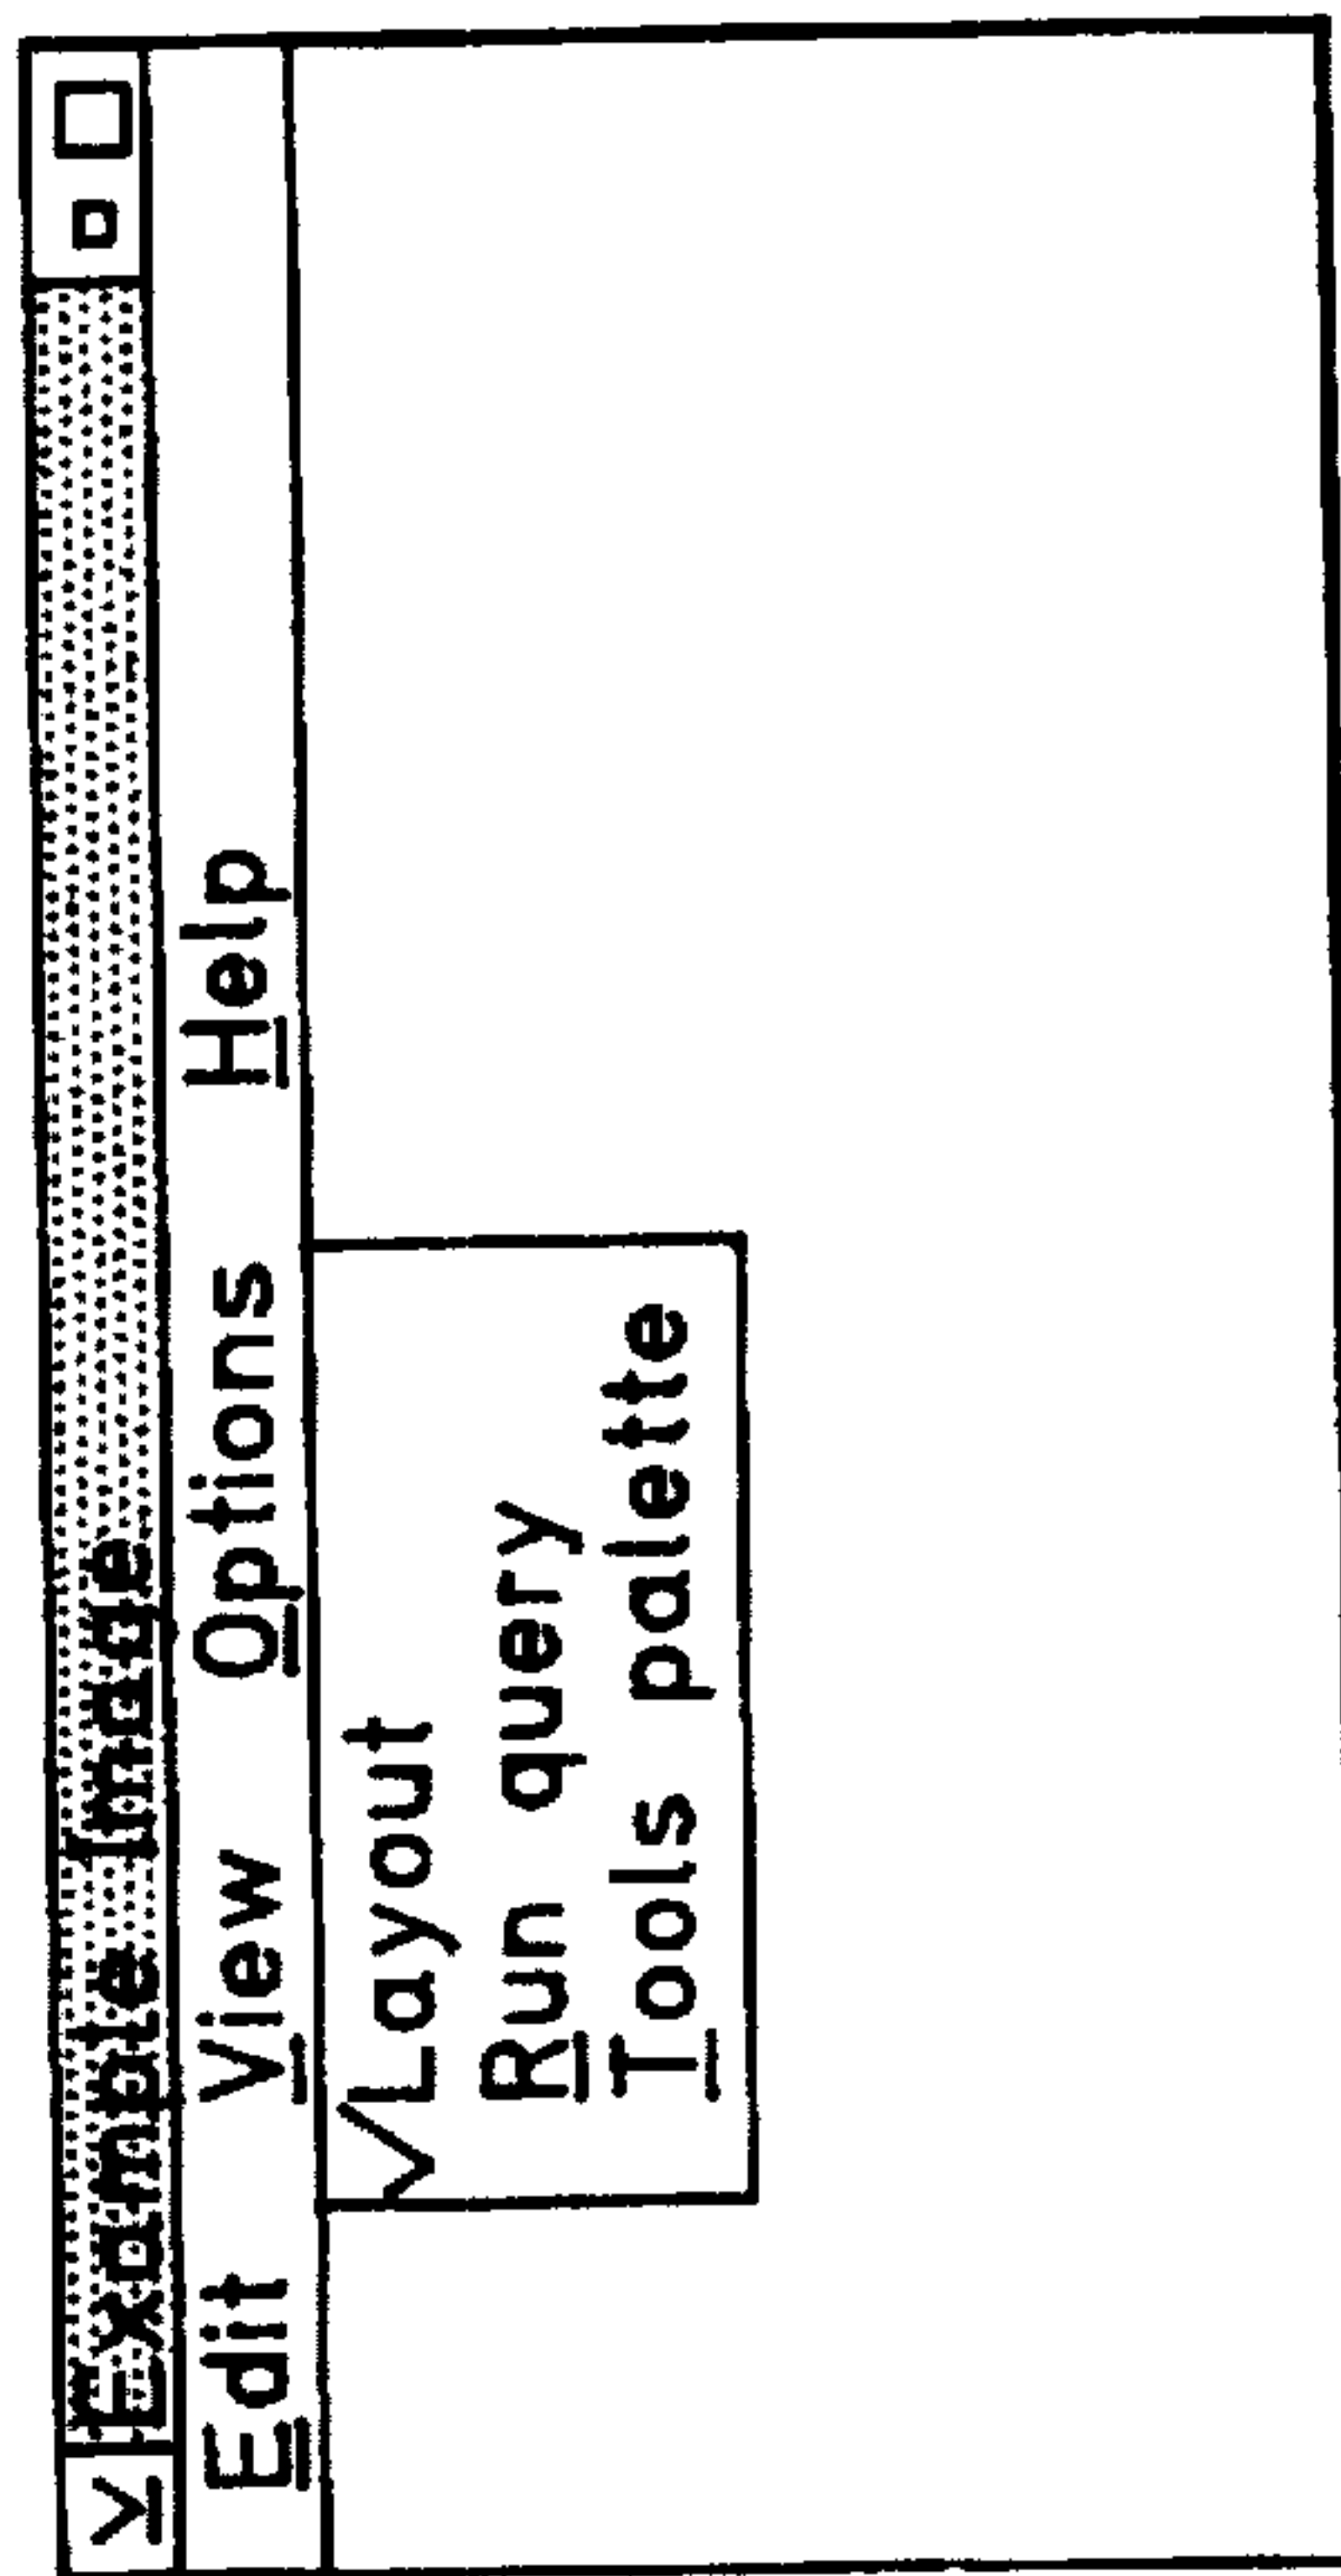 Example Image
Edit View Options Help
√Layout
Run query
Tools palette